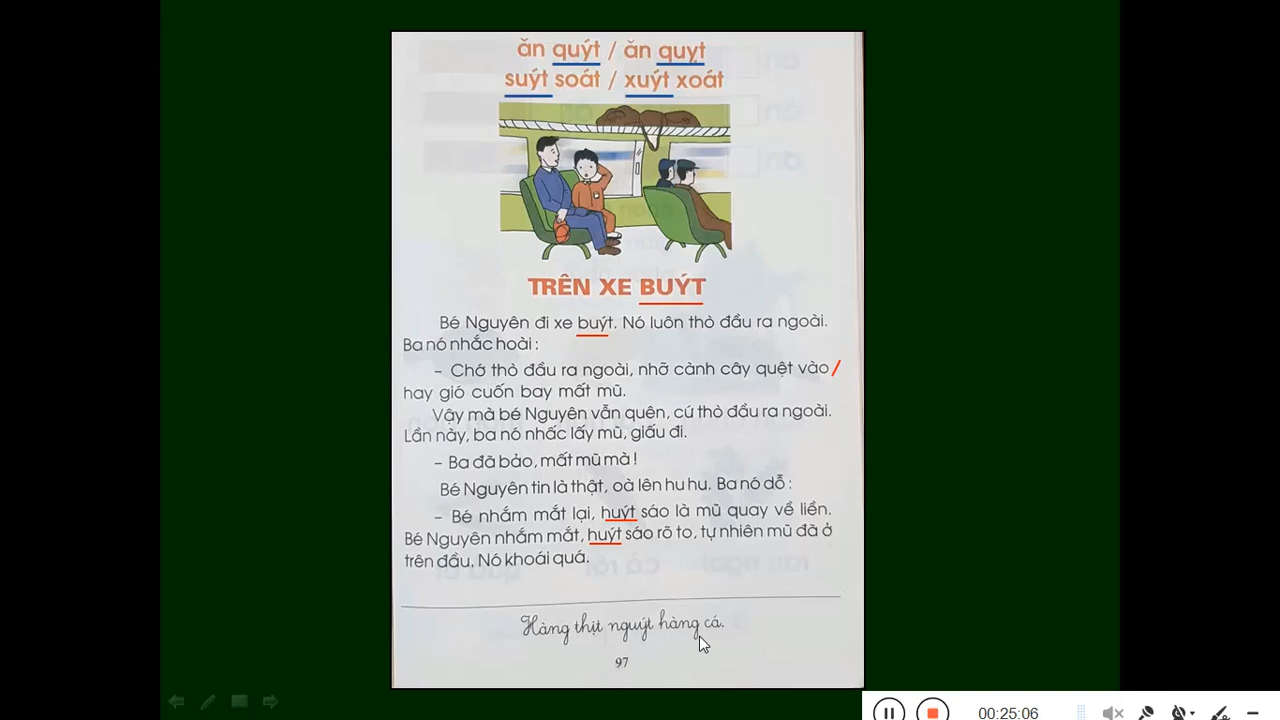 ăn quýt / ăn quỵt
suýt soát / xuýt xoát
TRÊN XE BUÝT
Bé Nguyên đi xe buýt. Nó luôn thò đầu ra ngoài.
Ba nó nhắc hoài :
– Chớ thò đầu ra ngoài, nhỡ cành cây quệt vào /
hay gió cuốn bay mất mũ.
Vậy mà bé Nguyên vẫn quên, cứ thò đầu ra ngoài.
Lần này, ba nó nhấc lấy mũ, giấu đi.
– Ba đã bảo, mất mũ mà !
Bé Nguyên tin là thật, oà lên hu hu. Ba nó dỗ :
– Bé nhắm mắt lại, huýt sáo là mũ quay về liền.
Bé Nguyên nhắm mắt, huýt sáo rõ to, tự nhiên mũ đã ở
trên đầu. Nó khoái quá.
Hàng thịt nguýt hàng cá.
97
00:25:06